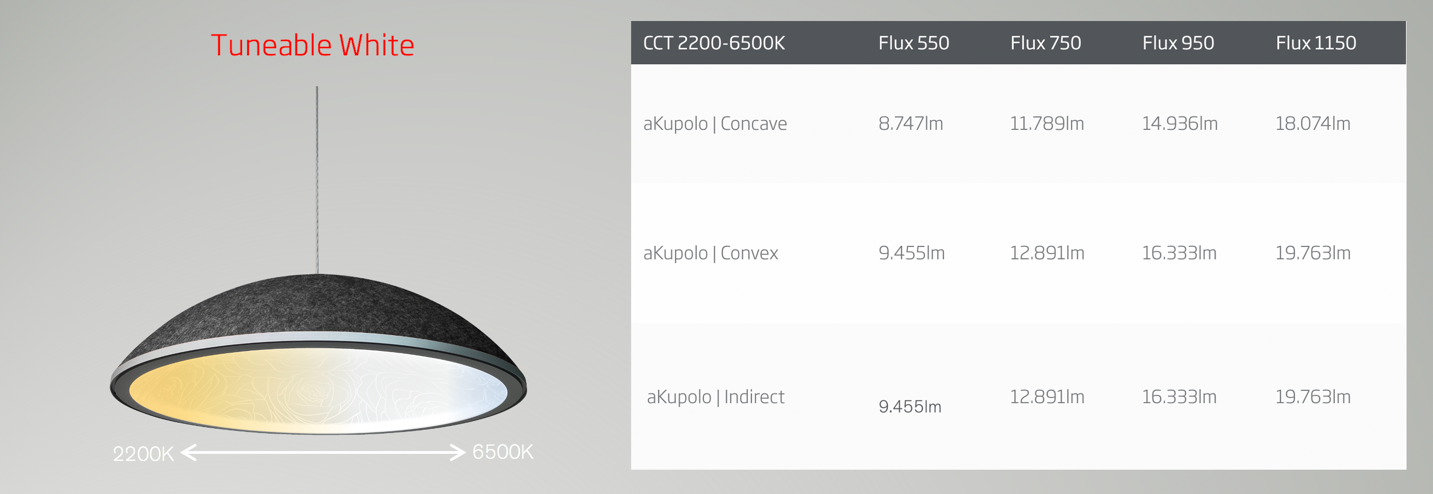 Tuneable White
2200K
6500K
CCT 2200-6500K Flux 550 Flux 750 Flux 950 Flux 1150
aKupolo | Concave 8.747lm 11.789lm 14.936lm 18.074lm
aKupolo | Convex 9.455lm 12.891lm 16.333lm 19.763lm
aKupolo | Indirect 9.455lm 12.891lm 16.333lm 19.763lm